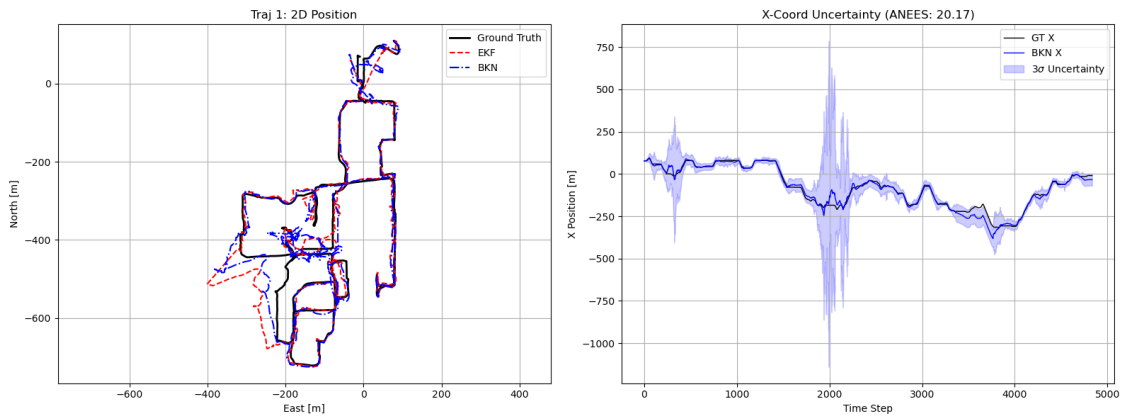 Traj 1: 2D Position
Ground Truth
EKF
BKN
North [m]
0
−200
−400
−600
−600
−400
−200
0
200
400
East [m]
X-Coord Uncertainty (ANEES: 20.17)
GT X
BKN X
3σ Uncertainty
X Position [m]
750
500
250
0
−250
−500
−750
−1000
0
1000
2000
3000
4000
5000
Time Step